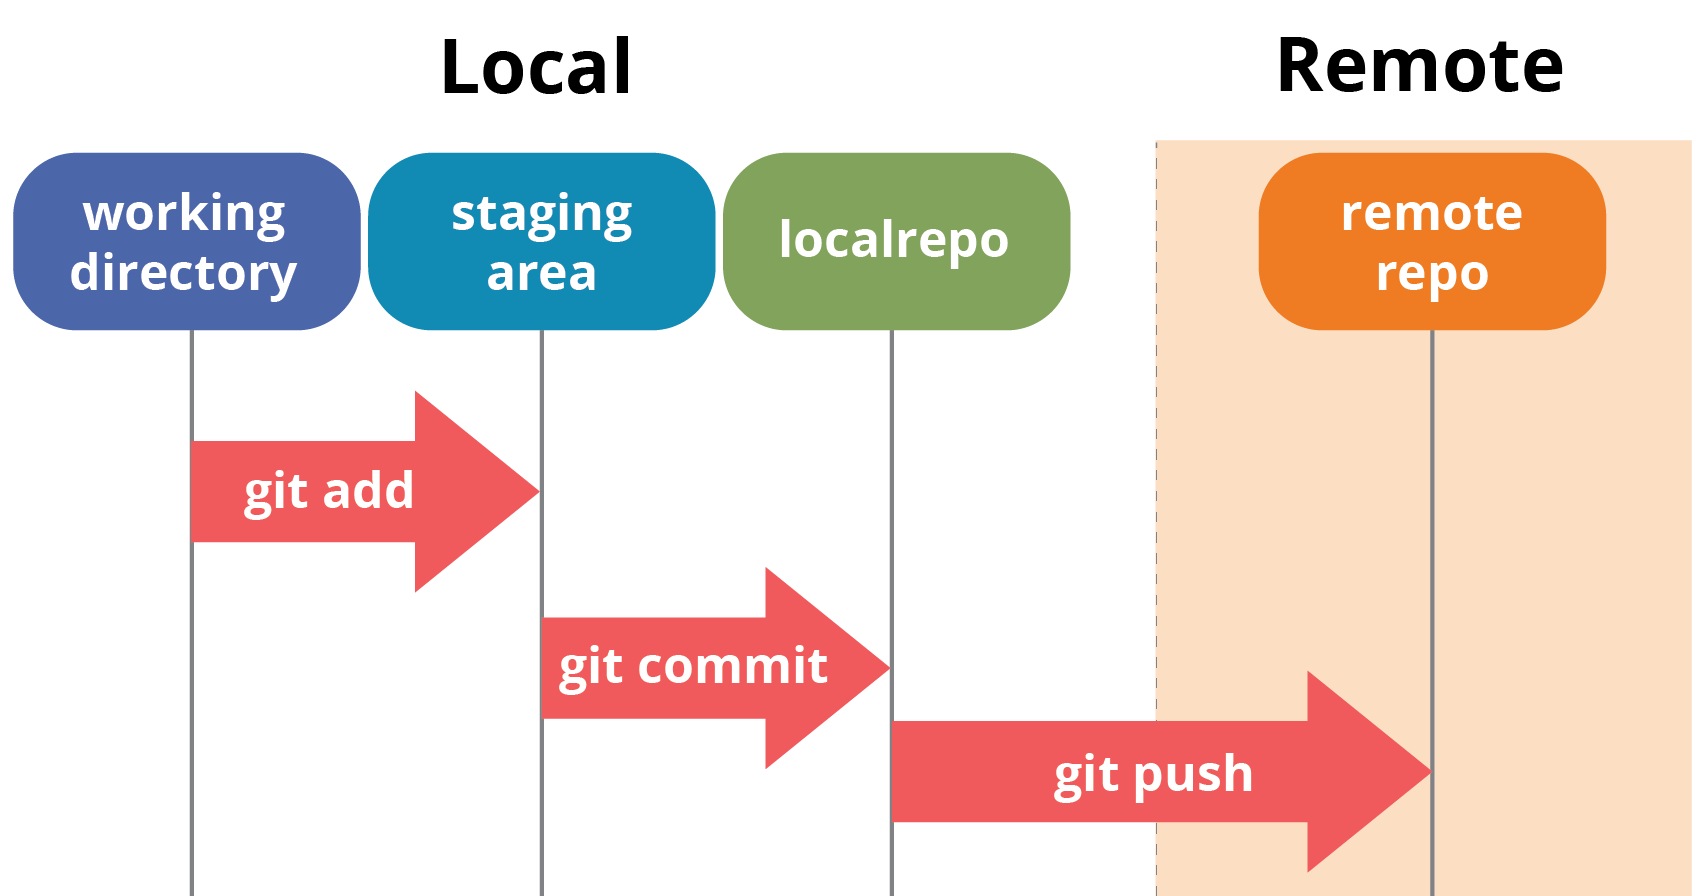 Local
Remote
working
directory
staging
area
localrepo
remote
repo
git add
git commit
git push